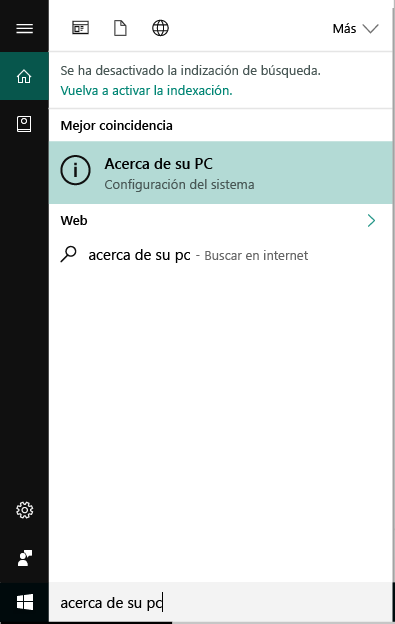 Más
Se ha desactivado la indización de búsqueda.
Vuelva a activar la indexación.
Mejor coincidencia
Acerca de su PC
Configuración del sistema
Web
acerca de su pc - Buscar en internet
acerca de su pc